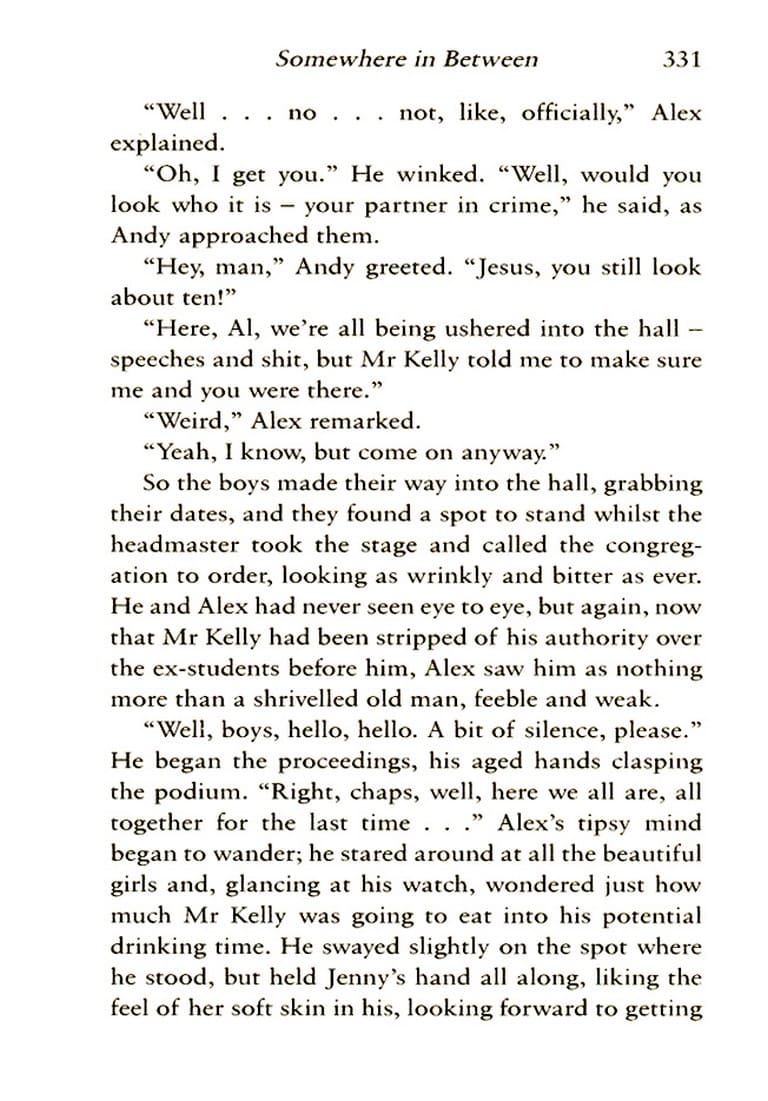 Somewhere in Between 331
“Well . . . no . . . not, like, officially,” Alex
explained.
“Oh, I get you.” He winked. “Well, would you
look who it is – your partner in crime,” he said, as
Andy approached them.
“Hey, man,” Andy greeted. “Jesus, you still look
about ten!”
“Here, Al, we’re all being ushered into the hall –
speeches and shit, but Mr Kelly told me to make sure
me and you were there.”
“Weird,” Alex remarked.
“Yeah, I know, but come on anyway.”
So the boys made their way into the hall, grabbing
their dates, and they found a spot to stand whilst the
headmaster took the stage and called the congreg-
ation to order, looking as wrinkly and bitter as ever.
He and Alex had never seen eye to eye, but again, now
that Mr Kelly had been stripped of his authority over
the ex-students before him, Alex saw him as nothing
more than a shrivelled old man, feeble and weak.
“Well, boys, hello, hello. A bit of silence, please.”
He began the proceedings, his aged hands clasping
the podium. “Right, chaps, well, here we all are, all
together for the last time . . .” Alex’s tipsy mind
began to wander; he stared around at all the beautiful
girls and, glancing at his watch, wondered just how
much Mr Kelly was going to eat into his potential
drinking time. He swayed slightly on the spot where
he stood, but held Jenny’s hand all along, liking the
feel of her soft skin in his, looking forward to getting